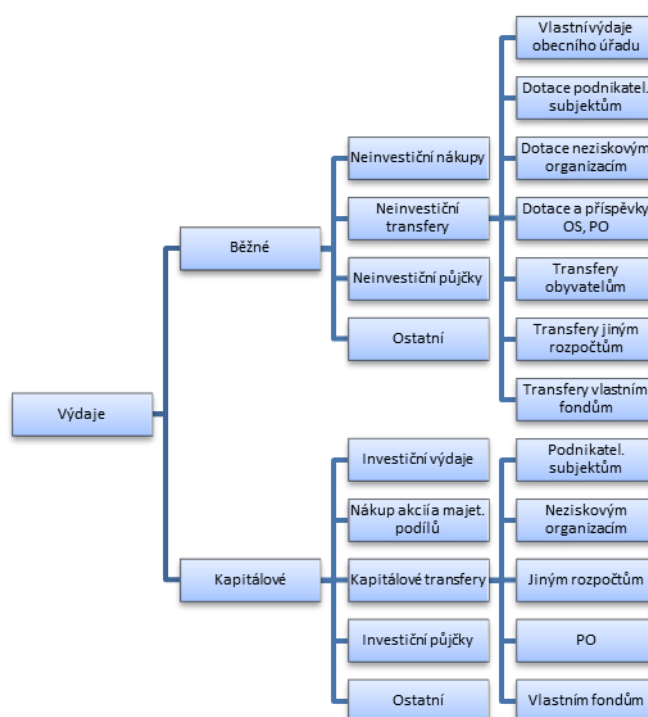 Výdaje
Běžné
Neinvestiční nákupy
Neinvestiční
transfery
Vlastní výdaje
obecního úřadu
Dotace podnikatel.
subjektům
Dotace neziskovým
organizacím
Dotace a příspěvky
OS, PO
Transfery
obyvatelům
Transfery jiným
rozpočtům
Transfery vlastním
fondům
Neinvestiční půjčky
Ostatní
Kapitálové
Investiční výdaje
Nákup akcií a majet.
podílů
Kapitálové transfery
Podnikatel.
subjektům
Neziskovým
organizacím
Jiným rozpočtům
PO
Vlastním fondům
Investiční půjčky
Ostatní